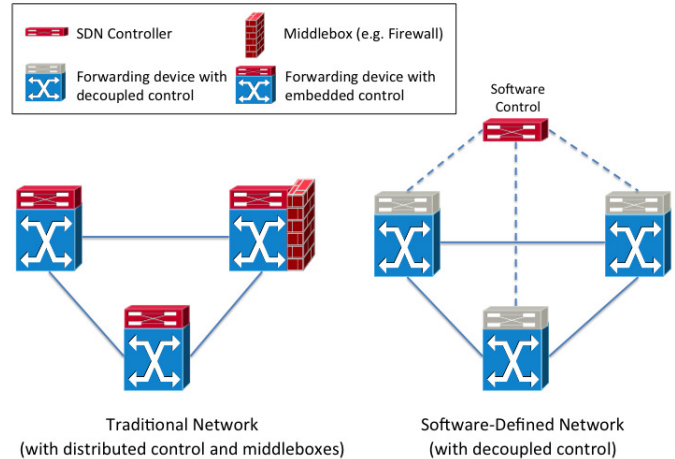 SDN Controller
Middlebox (e.g. Firewall)
Forwarding device with
decoupled control
Forwarding device with
embedded control
Software
Control
Traditional Network
(with distributed control and middleboxes)
Software-Defined Network
(with decoupled control)